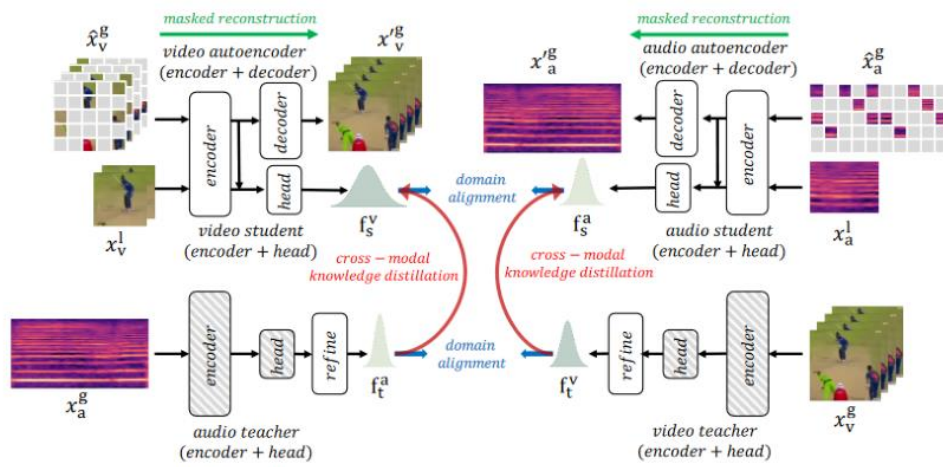 masked reconstruction
x̂ᵍᵥ
video autoencoder
(encoder + decoder)
x′ᵍᵥ
encoder
decoder
head
xˡᵥ
video student
(encoder + head)
fₛᵛ
domain
alignment
masked reconstruction
x′ᵍₐ
audio autoencoder
(encoder + decoder)
x̂ᵍₐ
decoder
encoder
head
fₛᵃ
audio student
(encoder + head)
xˡₐ
cross − modal
knowledge distillation
cross − modal
knowledge distillation
xᵍₐ
encoder
head
refine
fₜᵃ
audio teacher
(encoder + head)
domain
alignment
fₜᵛ
refine
head
encoder
video teacher
(encoder + head)
xᵍᵥ